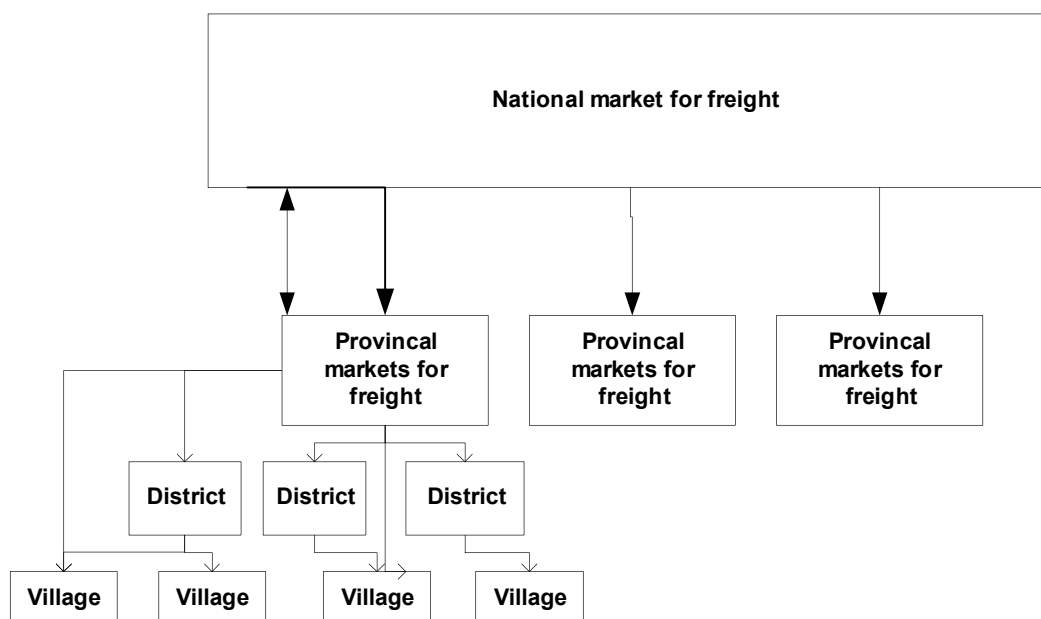 National market for freight
Provincal
markets for
freight
Provincal
markets for
freight
Provincal
markets for
freight
District
District
District
Village
Village
Village
Village